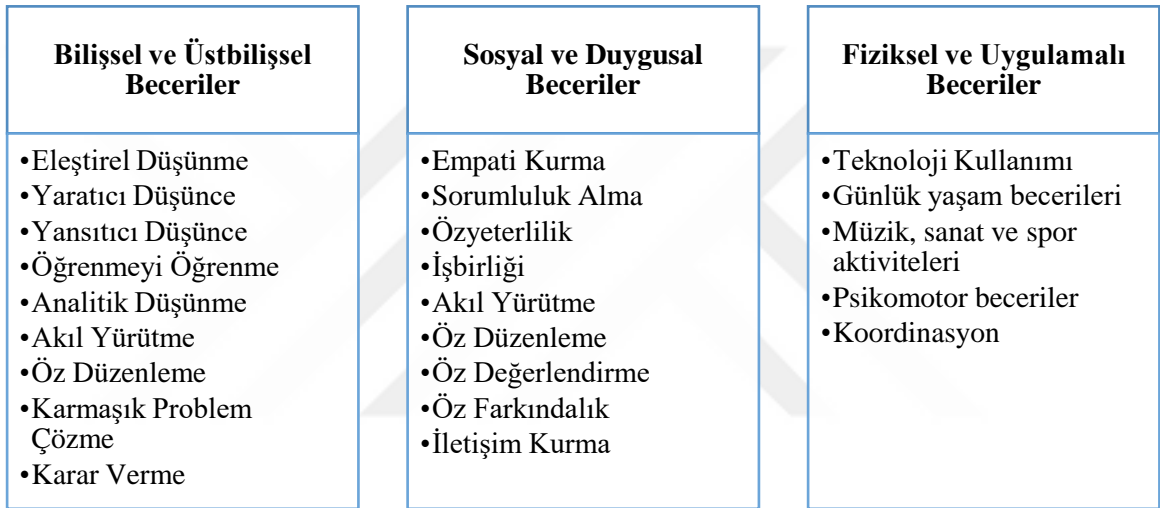 Bilişsel ve Üstbilişsel
Beceriler
•Eleştirel Düşünme
•Yaratıcı Düşünce
•Yansıtıcı Düşünce
•Öğrenmeyi Öğrenme
•Analitik Düşünme
•Akıl Yürütme
•Öz Düzenleme
•Karmaşık Problem
Çözme
•Karar Verme
Sosyal ve Duygusal
Beceriler
•Empati Kurma
•Sorumluluk Alma
•Özyeterlilik
•İşbirliği
•Akıl Yürütme
•Öz Düzenleme
•Öz Değerlendirme
•Öz Farkındalık
•İletişim Kurma
Fiziksel ve Uygulamalı
Beceriler
•Teknoloji Kullanımı
•Günlük yaşam becerileri
•Müzik, sanat ve spor
aktiviteleri
•Psikomotor beceriler
•Koordinasyon